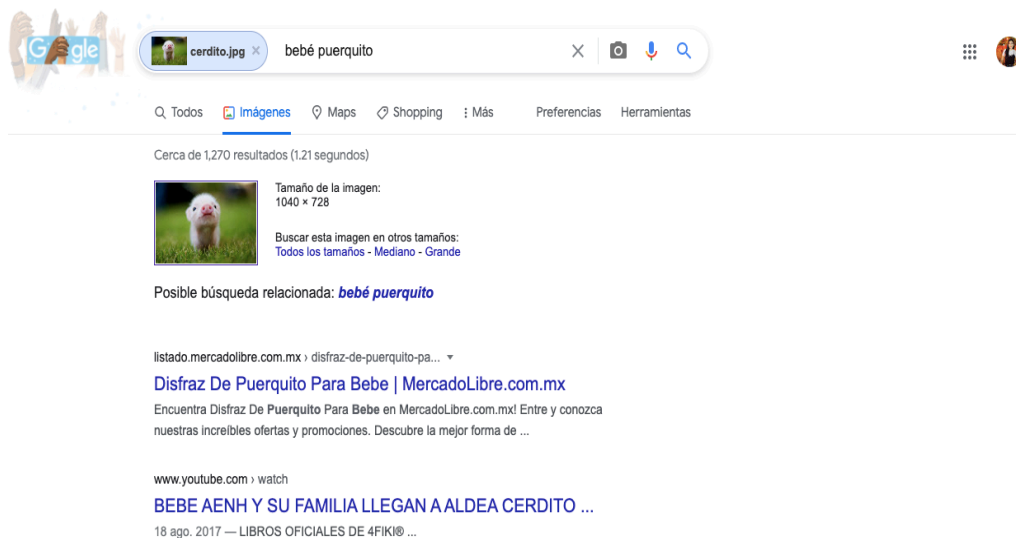 Google
cerdito.jpg × bebé puerquito
Todos Imágenes Maps Shopping Más Preferencias Herramientas
Cerca de 1,270 resultados (1.21 segundos)
Tamaño de la imagen:
1040 × 728
Buscar esta imagen en otros tamaños:
Todos los tamaños - Mediano - Grande
Posible búsqueda relacionada: bebé puerquito
listado.mercadolibre.com.mx › disfraz-de-puerquito-pa...
Disfraz De Puerquito Para Bebe | MercadoLibre.com.mx
Encuentra Disfraz De Puerquito Para Bebe en MercadoLibre.com.mx! Entre y conozca
nuestras increíbles ofertas y promociones. Descubre la mejor forma de ...
www.youtube.com › watch
BEBE AENH Y SU FAMILIA LLEGAN A ALDEA CERDITO ...
18 ago. 2017 — LIBROS OFICIALES DE 4FIKI® ...